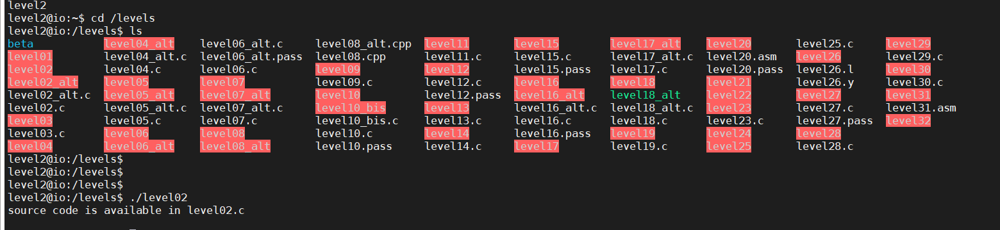 level2
level2@io:~$ cd /levels
level2@io:/levels$ ls
beta level04_alt level06_alt.c level08_alt.cpp level11 level15 level17_alt level20 level25.c level29
level01 level04_alt.c level06_alt.pass level08.cpp level11.c level15.c level17_alt.c level20.asm level26 level29.c
level02 level04.c level06.c level09 level12 level15.pass level17.c level20.pass level26.l level30
level02_alt level05 level07 level09.c level12.c level16 level18 level21 level26.y level30.c
level02_alt.c level05_alt level07_alt level10 level12.pass level16_alt level18_alt level22 level27 level31
level02.c level05_alt.c level07_alt.c level10_bis level13 level16_alt.c level18_alt.c level23 level27.c level31.asm
level03 level05.c level07.c level10_bis.c level13.c level16.c level18.c level23.c level27.pass level32
level03.c level06 level08 level10.c level14 level16.pass level19 level24 level28
level04 level06_alt level08_alt level10.pass level14.c level17 level19.c level25 level28.c
level2@io:/levels$
level2@io:/levels$
level2@io:/levels$
level2@io:/levels$ ./level02
source code is available in level02.c